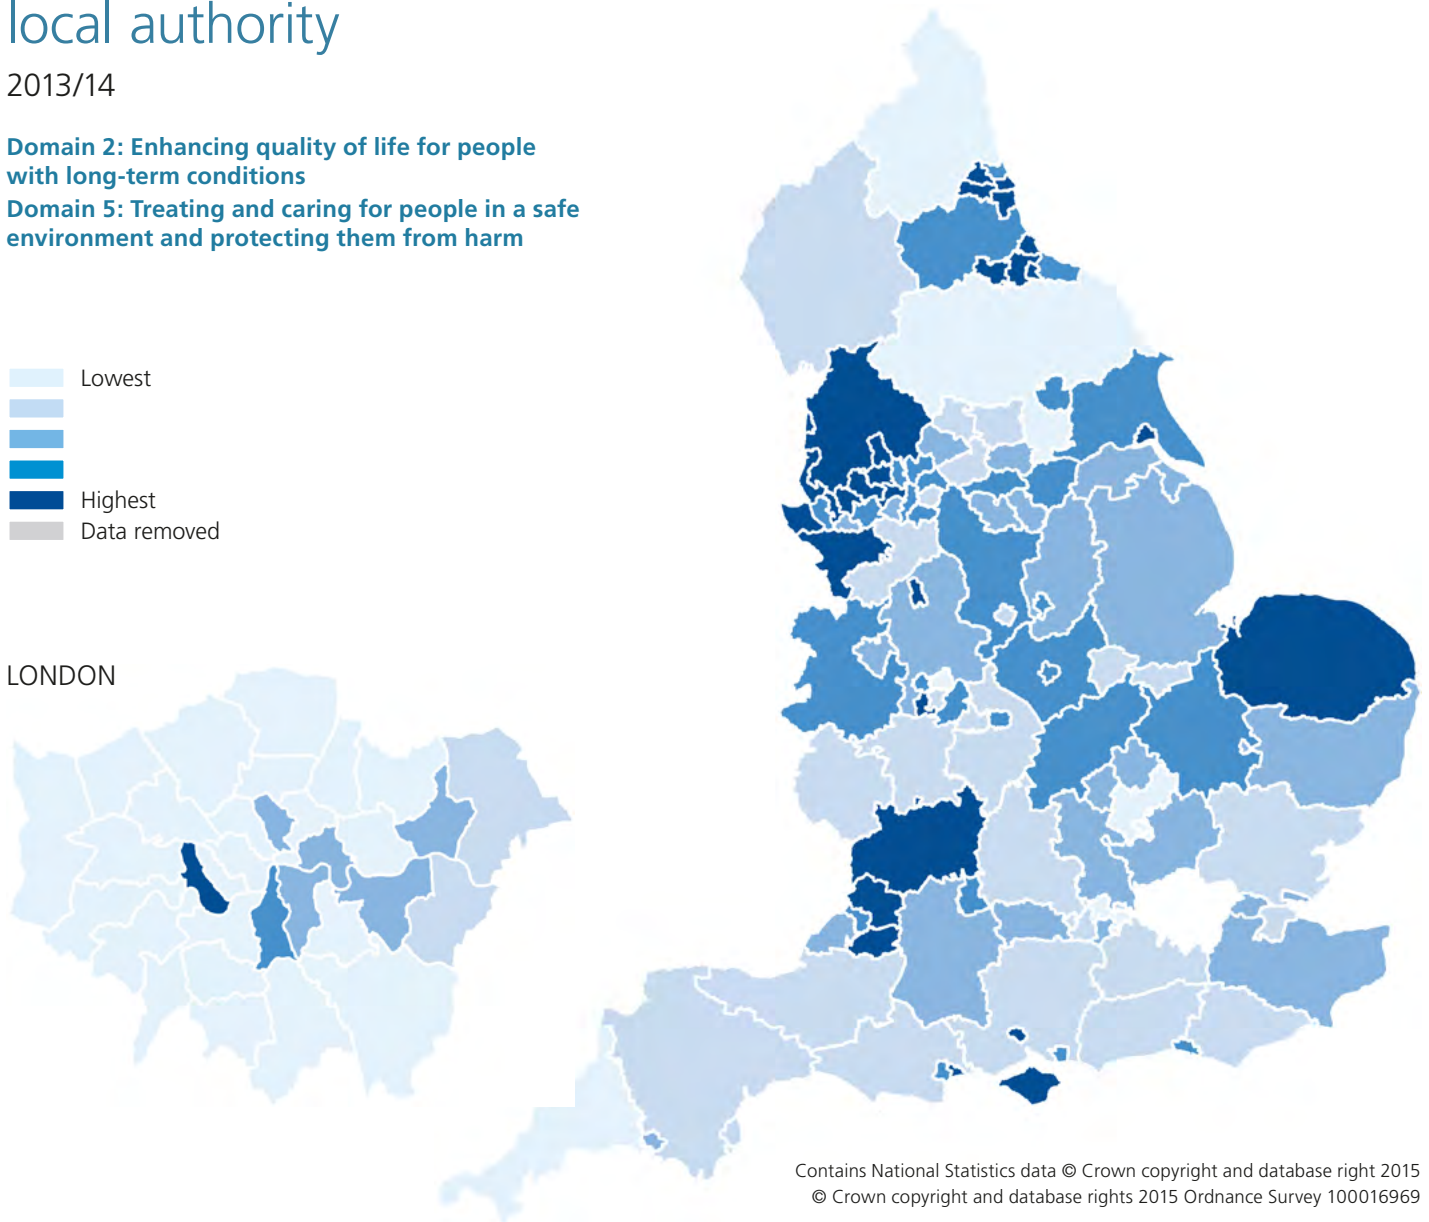 local authority
2013/14
Domain 2: Enhancing quality of life for people
with long-term conditions
Domain 5: Treating and caring for people in a safe
environment and protecting them from harm
Lowest
Highest
Data removed
LONDON
Contains National Statistics data © Crown copyright and database right 2015
© Crown copyright and database rights 2015 Ordnance Survey 100016969